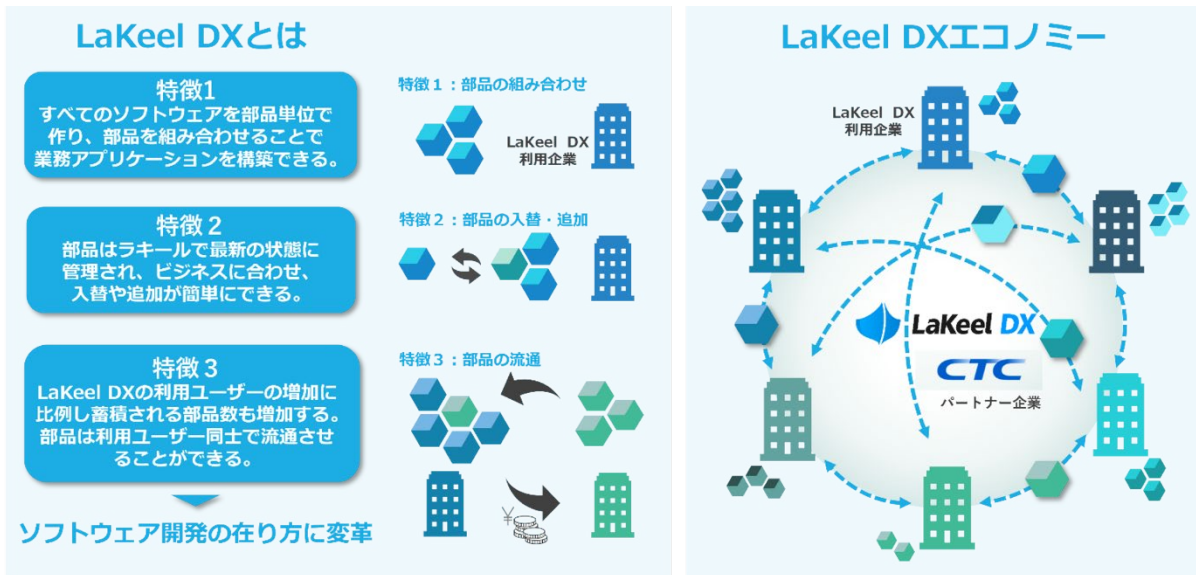 LaKeel DXとは
特徴1
すべてのソフトウェアを部品単位で
作り、部品を組み合わせることで
業務アプリケーションを構築できる。
特徴1：部品の組み合わせ
LaKeel DX
利用企業
特徴２
部品はラキールで最新の状態に
管理され、ビジネスに合わせ、
入替や追加が簡単にできる。
特徴2：部品の入替・追加
特徴３
LaKeel DXの利用ユーザーの増加に
比例し蓄積される部品数も増加する。
部品は利用ユーザー同士で流通させ
ることができる。
特徴3：部品の流通
¥
ソフトウェア開発の在り方に変革
LaKeel DXエコノミー
LaKeel DX
利用企業
LaKeel DX
CTC
パートナー企業